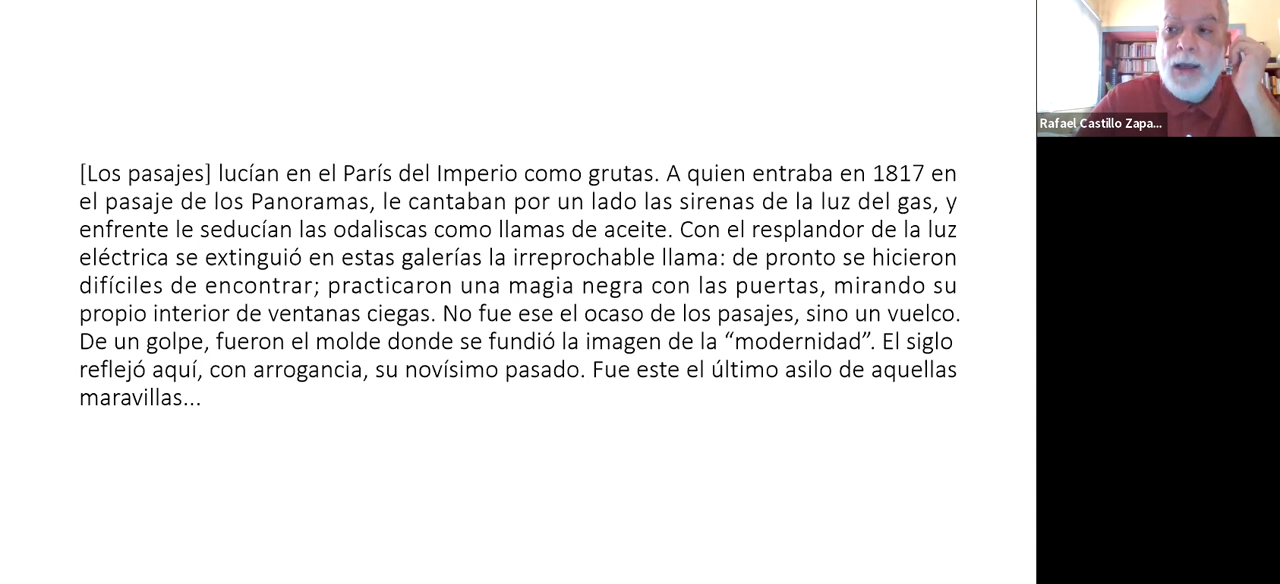 [Los pasajes] lucían en el París del Imperio como grutas. A quien entraba en 1817 en
el pasaje de los Panoramas, le cantaban por un lado las sirenas de la luz del gas, y
enfrente le seducían las odaliscas como llamas de aceite. Con el resplandor de la luz
eléctrica se extinguió en estas galerías la irreprochable llama: de pronto se hicieron
difíciles de encontrar; practicaron una magia negra con las puertas, mirando su
propio interior de ventanas ciegas. No fue ese el ocaso de los pasajes, sino un vuelco.
De un golpe, fueron el molde donde se fundió la imagen de la “modernidad”. El siglo
reflejó aquí, con arrogancia, su novísimo pasado. Fue este el último asilo de aquellas
maravillas...
Rafael Castillo Zapa...